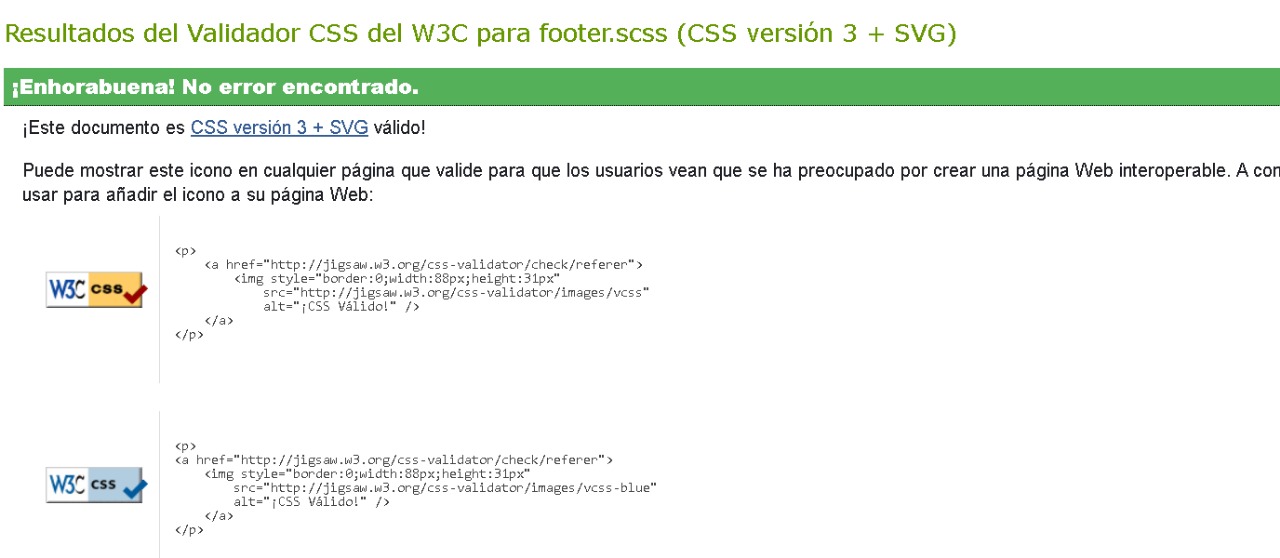 Resultados del Validador CSS del W3C para footer.scss (CSS versión 3 + SVG)
¡Enhorabuena! No error encontrado.
¡Este documento es CSS versión 3 + SVG válido!
Puede mostrar este icono en cualquier página que valide para que los usuarios vean que se ha preocupado por crear una página Web interoperable. A con
usar para añadir el icono a su página Web:
W3C css
<p>
<a href="http://jigsaw.w3.org/css-validator/check/referer">
<img style="border:0;width:88px;height:31px"
src="http://jigsaw.w3.org/css-validator/images/vcss"
alt="¡CSS Válido!" />
</a>
</p>
W3C css
<p>
<a href="http://jigsaw.w3.org/css-validator/check/referer">
<img style="border:0;width:88px;height:31px"
src="http://jigsaw.w3.org/css-validator/images/vcss-blue"
alt="¡CSS Válido!" />
</a>
</p>